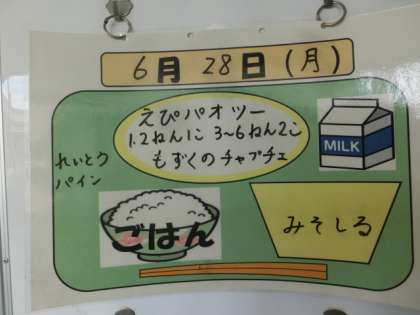 6月 28日 (月)
えぴパオツー
1.2ねんに 3~6ねん2こ
もずくのチャプチェ
MILK
れいとう
パイン
ごはん
みそしる